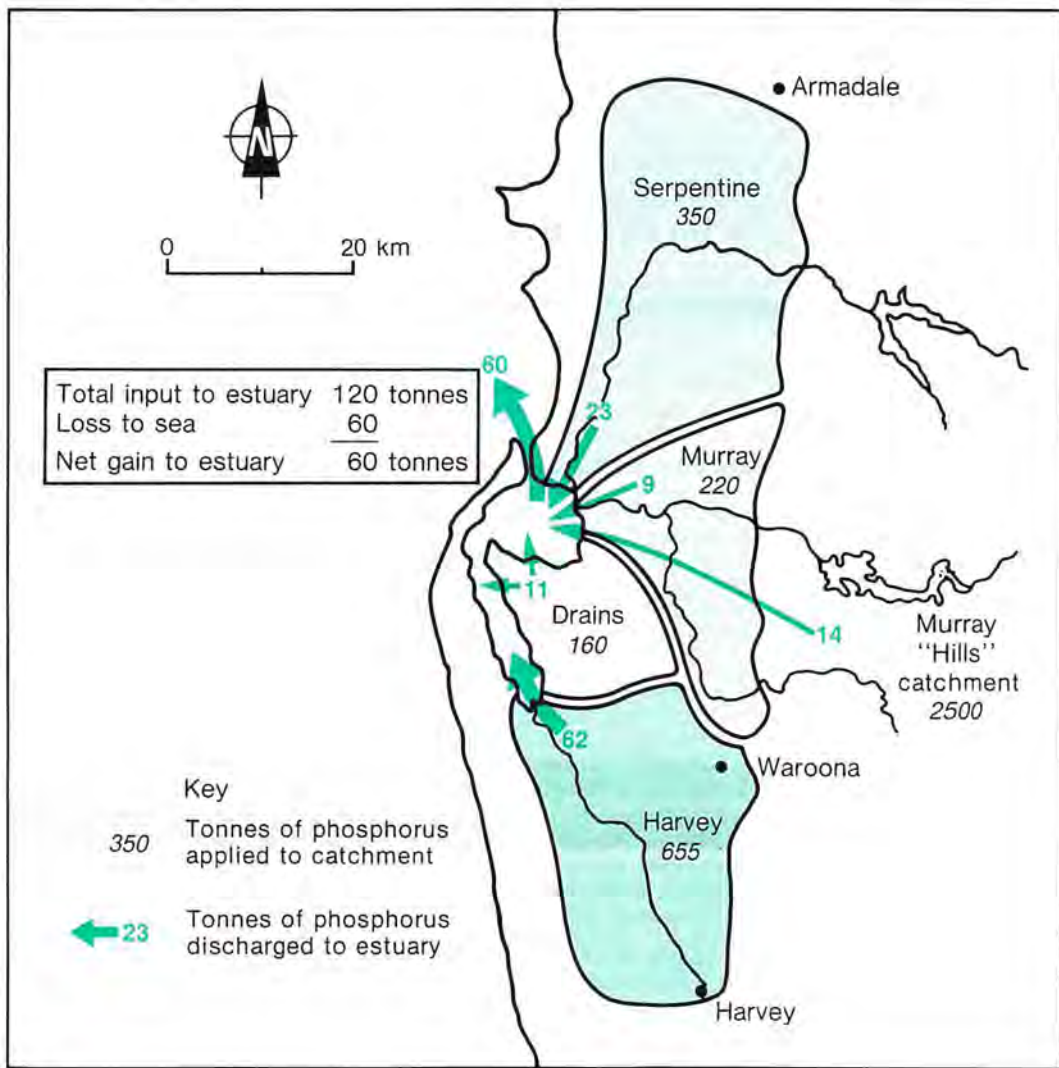 Armadale
N
Serpentine
350
0 20 km
60
Total input to estuary 120 tonnes
Loss to sea 60
Net gain to estuary 60 tonnes
23
Murray
220
9
11
Drains
160
14
Murray
"Hills"
catchment
2500
62
Waroona
Key
Harvey
655
350 Tonnes of phosphorus
applied to catchment
23 Tonnes of phosphorus
discharged to estuary
Harvey